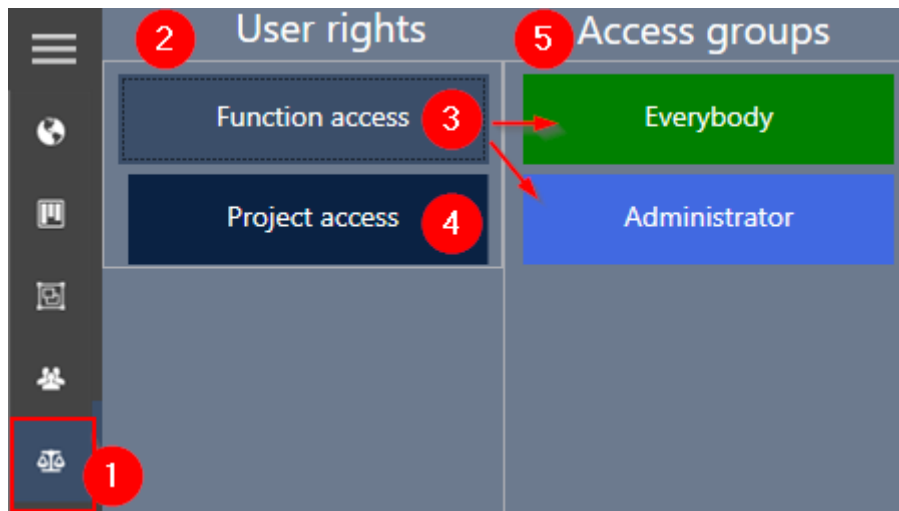 2 User rights 5 Access groups
Function access 3 Everybody
Project access 4 Administrator
1